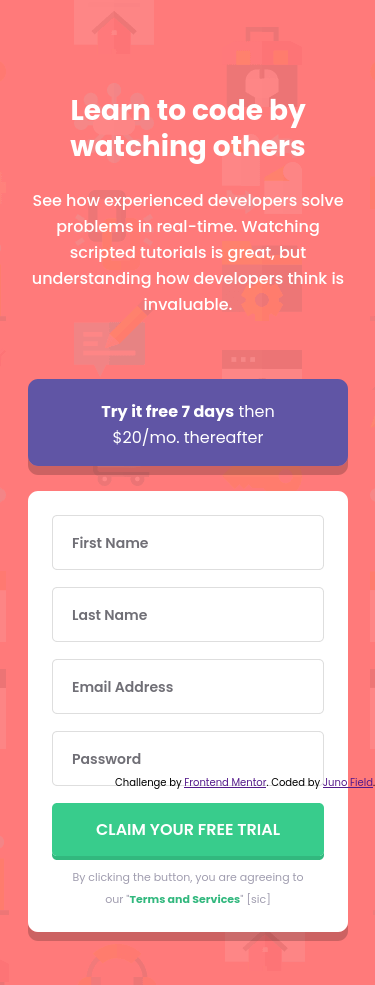 Learn to code by
watching others
See how experienced developers solve
problems in real-time. Watching
scripted tutorials is great, but
understanding how developers think is
invaluable.
Try it free 7 days then
$20/mo. thereafter
First Name
Last Name
Email Address
Password
Challenge by Frontend Mentor. Coded by Juno Field.
CLAIM YOUR FREE TRIAL
By clicking the button, you are agreeing to
our "Terms and Services" [sic]